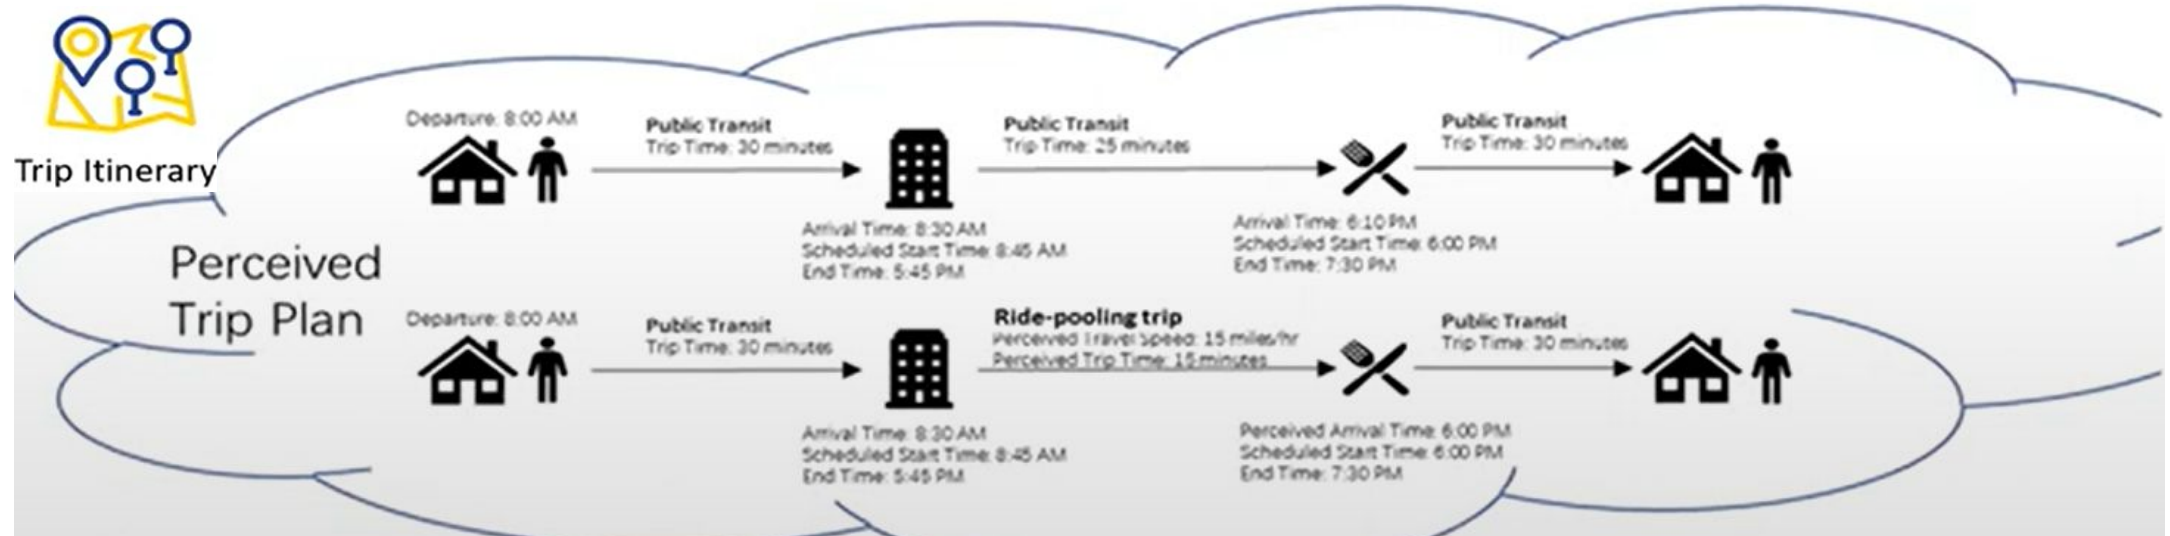 Trip Itinerary
Perceived
Trip Plan
Departure: 8:00 AM
Public Transit
Trip Time: 30 minutes
Arrival Time: 8:30 AM
Scheduled Start Time: 8:45 AM
End Time: 5:45 PM
Public Transit
Trip Time: 25 minutes
Arrival Time: 6:10 PM
Scheduled Start Time: 6:00 PM
End Time: 7:30 PM
Public Transit
Trip Time: 30 minutes
Departure: 8:00 AM
Public Transit
Trip Time: 30 minutes
Arrival Time: 8:30 AM
Scheduled Start Time: 8:45 AM
End Time: 5:45 PM
Ride-pooling trip
Perceived Travel Speed: 15 miles/hr
Perceived Trip Time: 15 minutes
Perceived Arrival Time: 6:00 PM
Scheduled Start Time: 6:00 PM
End Time: 7:30 PM
Public Transit
Trip Time: 30 minutes